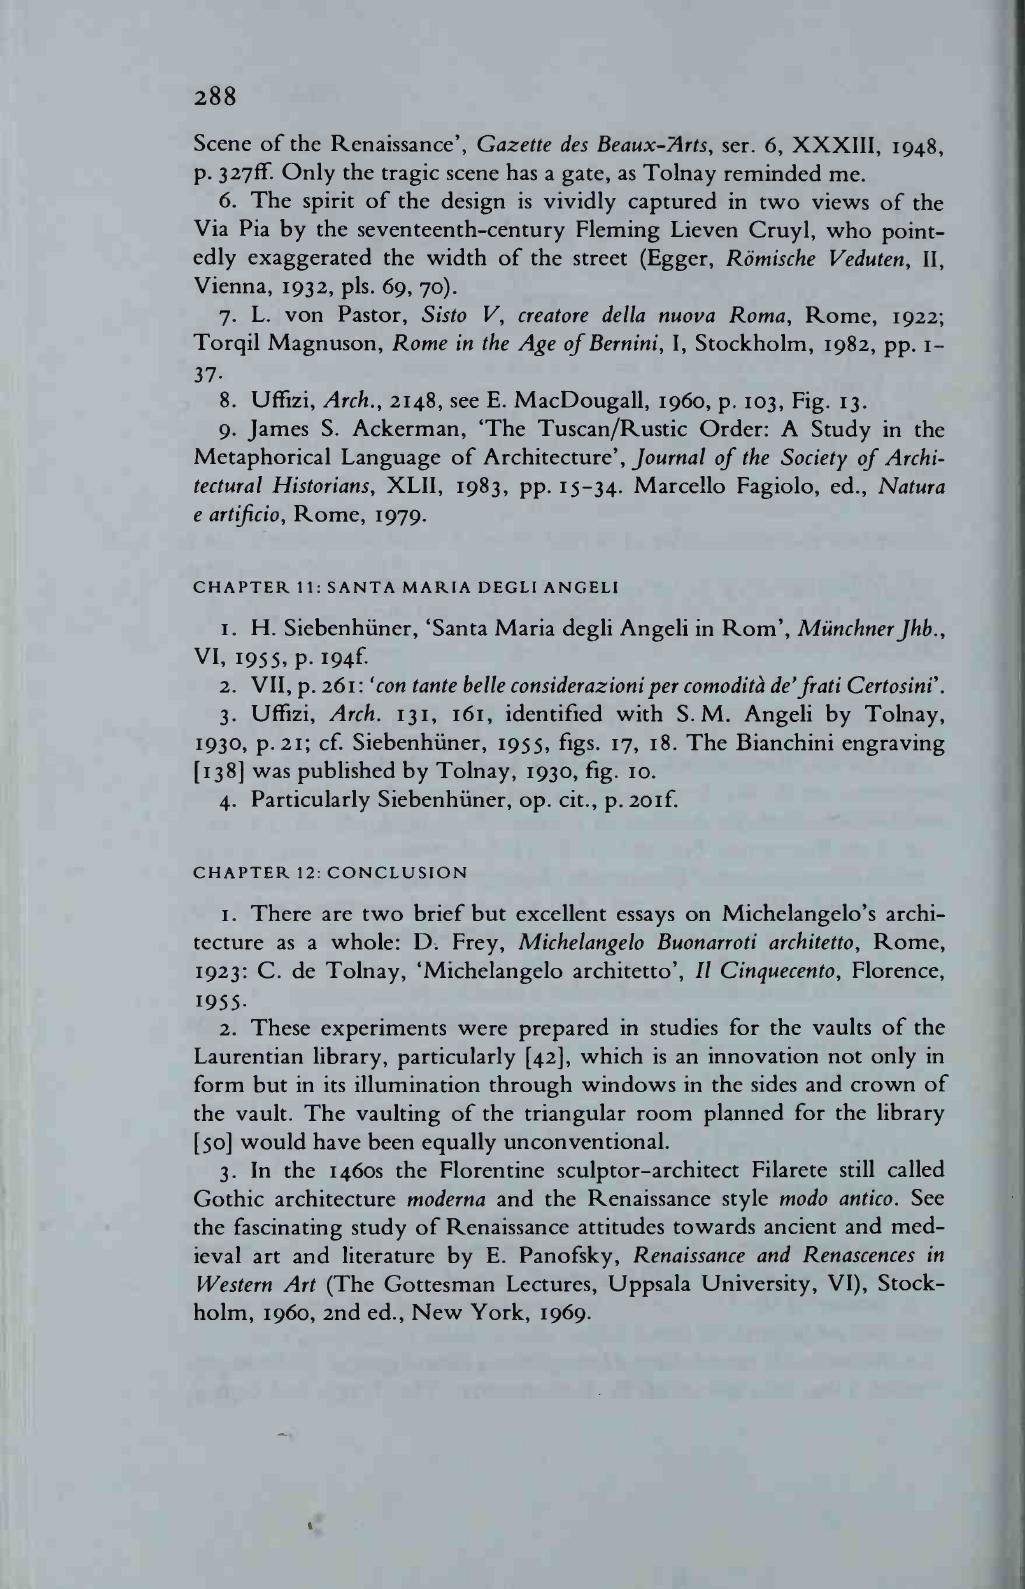 288
Scene of the Renaissance’, Gazette des Beaux-Arts, ser. 6, XXXIII, 1948,
p. 327ff. Only the tragic scene has a gate, as Tolnay reminded me.
6. The spirit of the design is vividly captured in two views of the
Via Pia by the seventeenth-century Fleming Lieven Cruyl, who point-
edly exaggerated the width of the street (Egger, Römische Veduten, II,
Vienna, 1932, pls. 69, 70).
7. L. von Pastor, Sisto V, creatore della nuova Roma, Rome, 1922;
Torqil Magnuson, Rome in the Age of Bernini, I, Stockholm, 1982, pp. 1-
37.
8. Uffizi, Arch., 2148, see E. MacDougall, 1960, p. 103, Fig. 13.
9. James S. Ackerman, ‘The Tuscan/Rustic Order: A Study in the
Metaphorical Language of Architecture’, Journal of the Society of Archi-
tectural Historians, XLII, 1983, pp. 15-34. Marcello Fagiolo, ed., Natura
e artificio, Rome, 1979.
CHAPTER 11: SANTA MARIA DEGLI ANGELI
1. H. Siebenhüner, ‘Santa Maria degli Angeli in Rom’, Münchner Jhb.,
VI, 1955, p. 194f.
2. VII, p. 261: ‘con tante belle considerazioni per comodità de’ frati Certosini’.
3. Uffizi, Arch. 131, 161, identified with S. M. Angeli by Tolnay,
1930, p. 21; cf. Siebenhüner, 1955, figs. 17, 18. The Bianchini engraving
[138] was published by Tolnay, 1930, fig. 10.
4. Particularly Siebenhüner, op. cit., p. 201f.
CHAPTER 12: CONCLUSION
1. There are two brief but excellent essays on Michelangelo’s archi-
tecture as a whole: D. Frey, Michelangelo Buonarroti architetto, Rome,
1923: C. de Tolnay, ‘Michelangelo architetto’, Il Cinquecento, Florence,
1955.
2. These experiments were prepared in studies for the vaults of the
Laurentian library, particularly [42], which is an innovation not only in
form but in its illumination through windows in the sides and crown of
the vault. The vaulting of the triangular room planned for the library
[50] would have been equally unconventional.
3. In the 1460s the Florentine sculptor-architect Filarete still called
Gothic architecture moderna and the Renaissance style modo antico. See
the fascinating study of Renaissance attitudes towards ancient and med-
ieval art and literature by E. Panofsky, Renaissance and Renascences in
Western Art (The Gottesman Lectures, Uppsala University, VI), Stock-
holm, 1960, 2nd ed., New York, 1969.